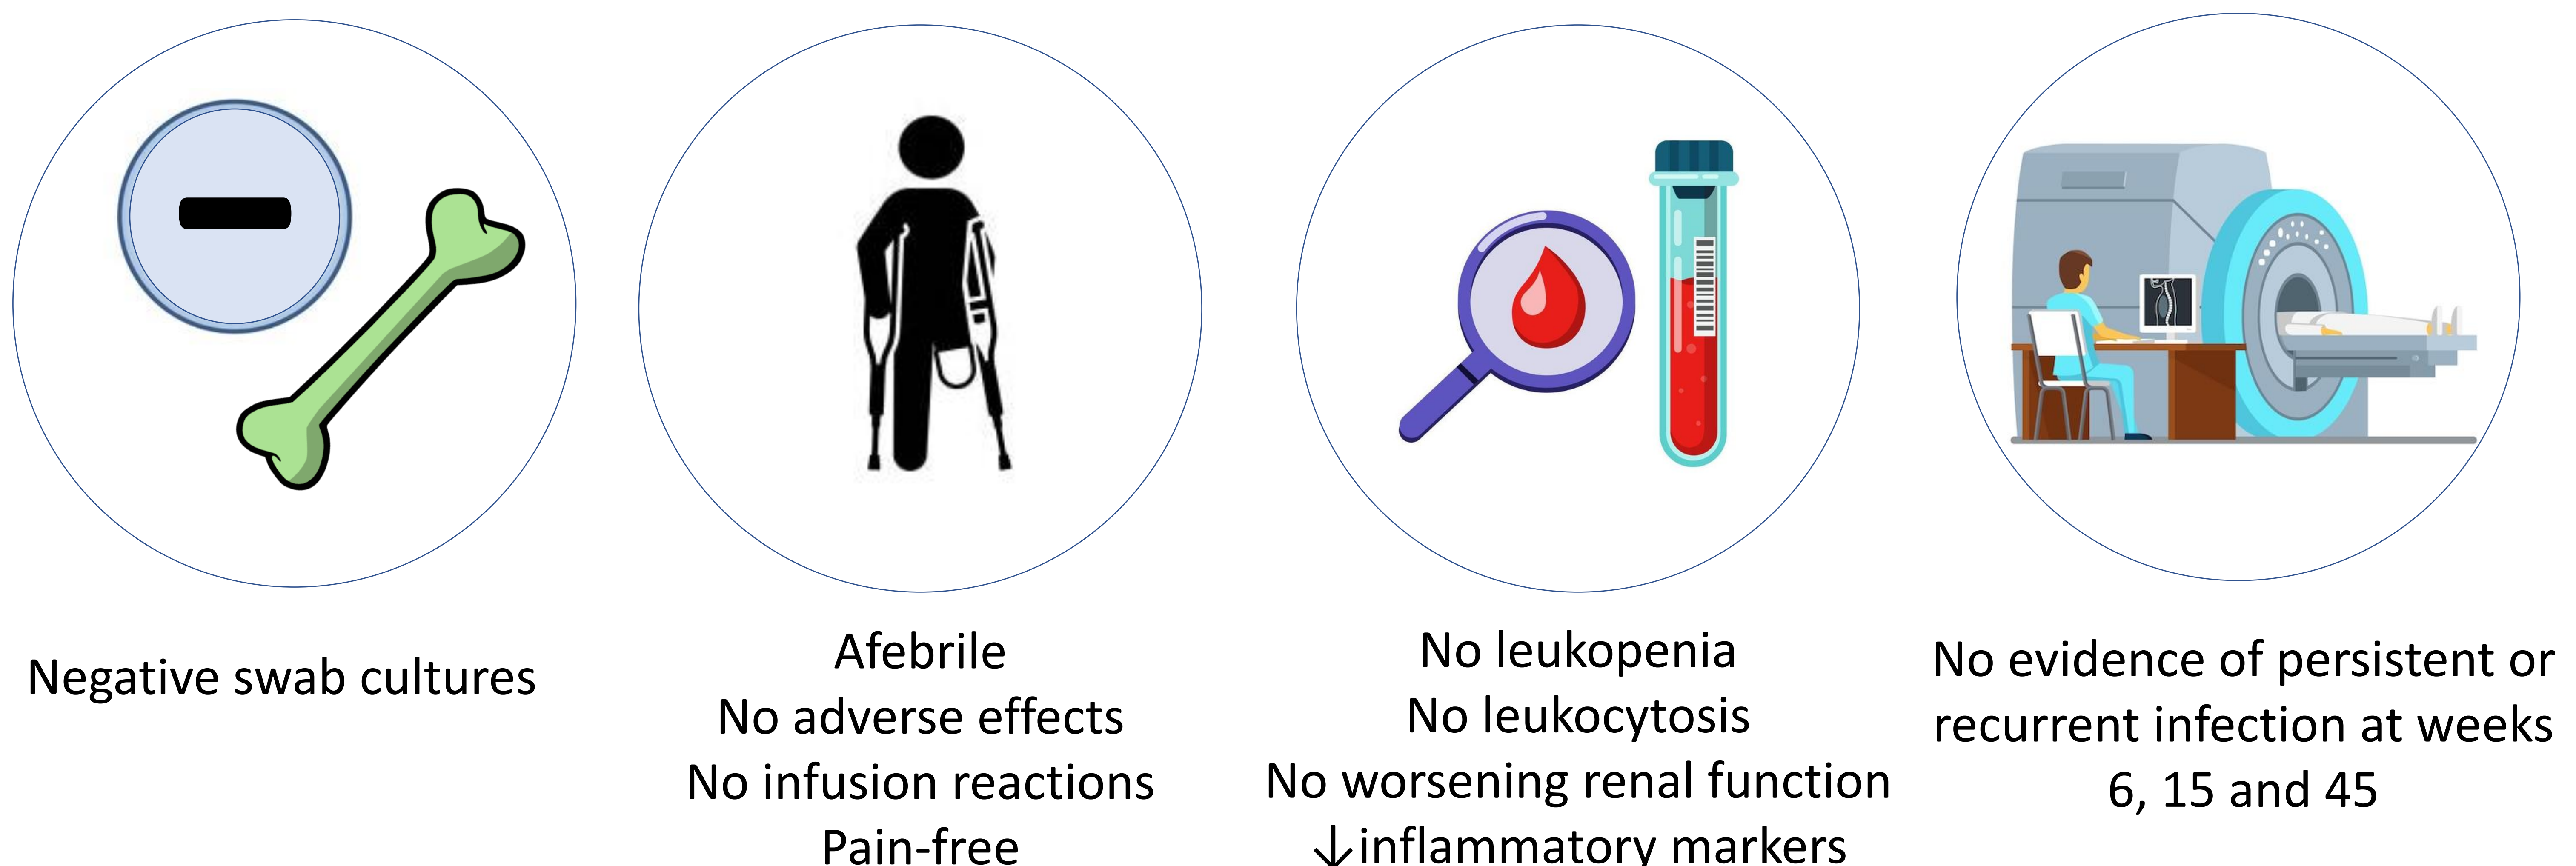 Negative swab cultures
Afebrile
No adverse effects
No infusion reactions
Pain-free
No leukopenia
No leukocytosis
No worsening renal function
↓inflammatory markers
No evidence of persistent or
recurrent infection at weeks
6, 15 and 45